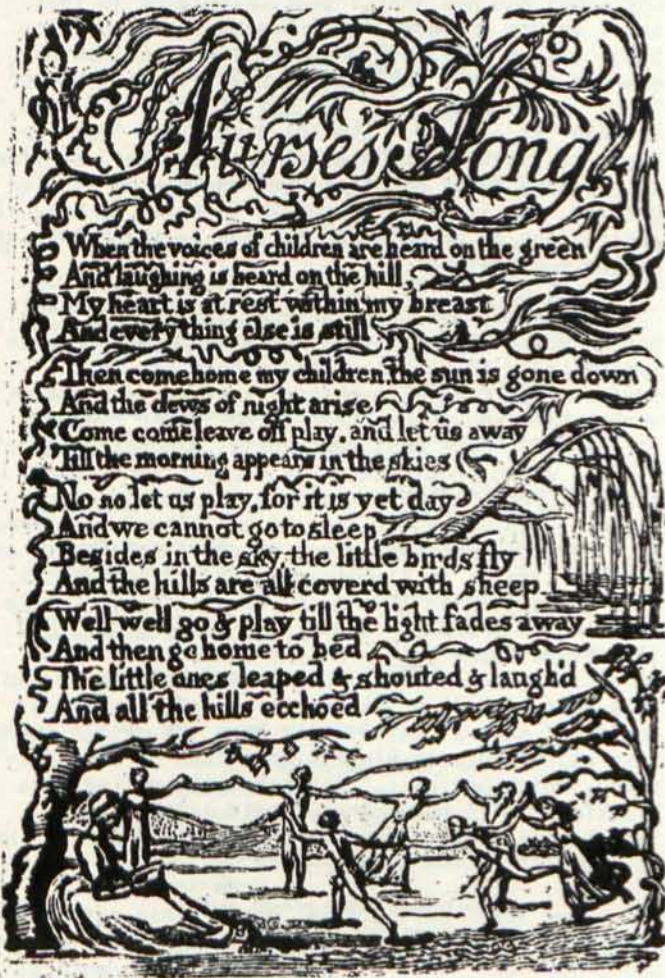 Nurses Song
When the voices of children are heard on the green
And laughing is heard on the hill,
My heart is at rest within my breast
And every thing else is still
Then come home my children, the sun is gone down
And the dews of night arise
Come come leave off play, and let us away
Till the morning appears in the skies
No no let us play, for it is yet day
And we cannot go to sleep
Besides in the sky the little birds fly
And the hills are all coverd with sheep
Well well go & play till the light fades away
And then go home to bed
The little ones leaped & shouted & laugh'd
And all the hills ecchoed